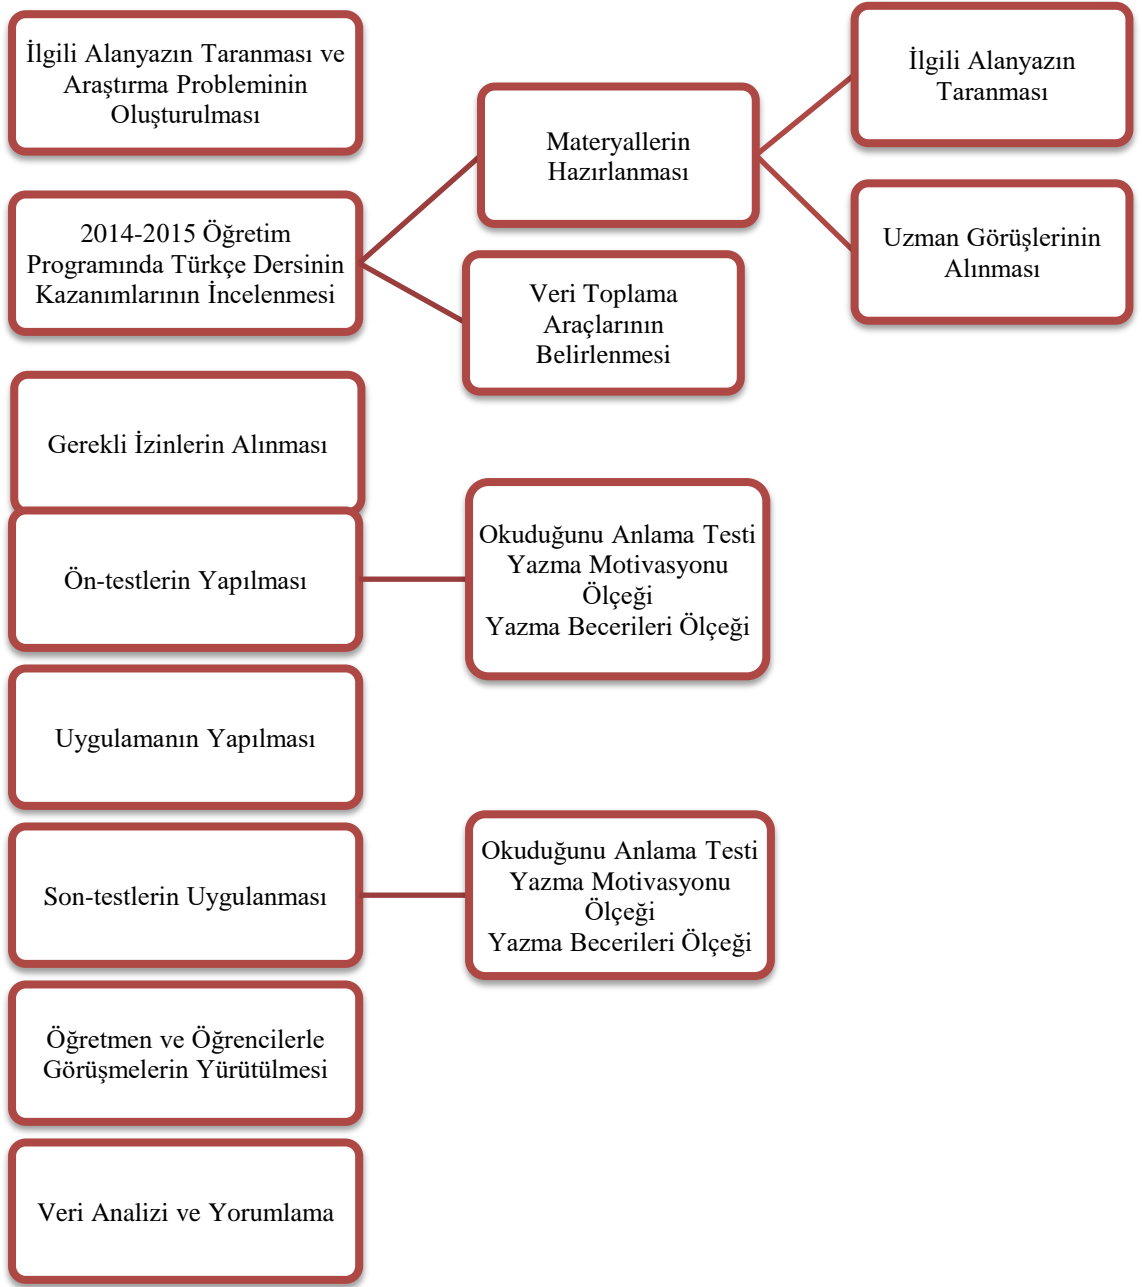 İlgili Alanyazın Taranması ve
Araştırma Probleminin
Oluşturulması
2014-2015 Öğretim
Programında Türkçe Dersinin
Kazanımlarının İncelenmesi
Materyallerin
Hazırlanması
İlgili Alanyazın
Taranması
Uzman Görüşlerinin
Alınması
Veri Toplama
Araçlarının
Belirlenmesi
Gerekli İzinlerin Alınması
Ön-testlerin Yapılması
Okuduğunu Anlama Testi
Yazma Motivasyonu
Ölçeği
Yazma Becerileri Ölçeği
Uygulamanın Yapılması
Son-testlerin Uygulanması
Okuduğunu Anlama Testi
Yazma Motivasyonu
Ölçeği
Yazma Becerileri Ölçeği
Öğretmen ve Öğrencilerle
Görüşmelerin Yürütülmesi
Veri Analizi ve Yorumlama